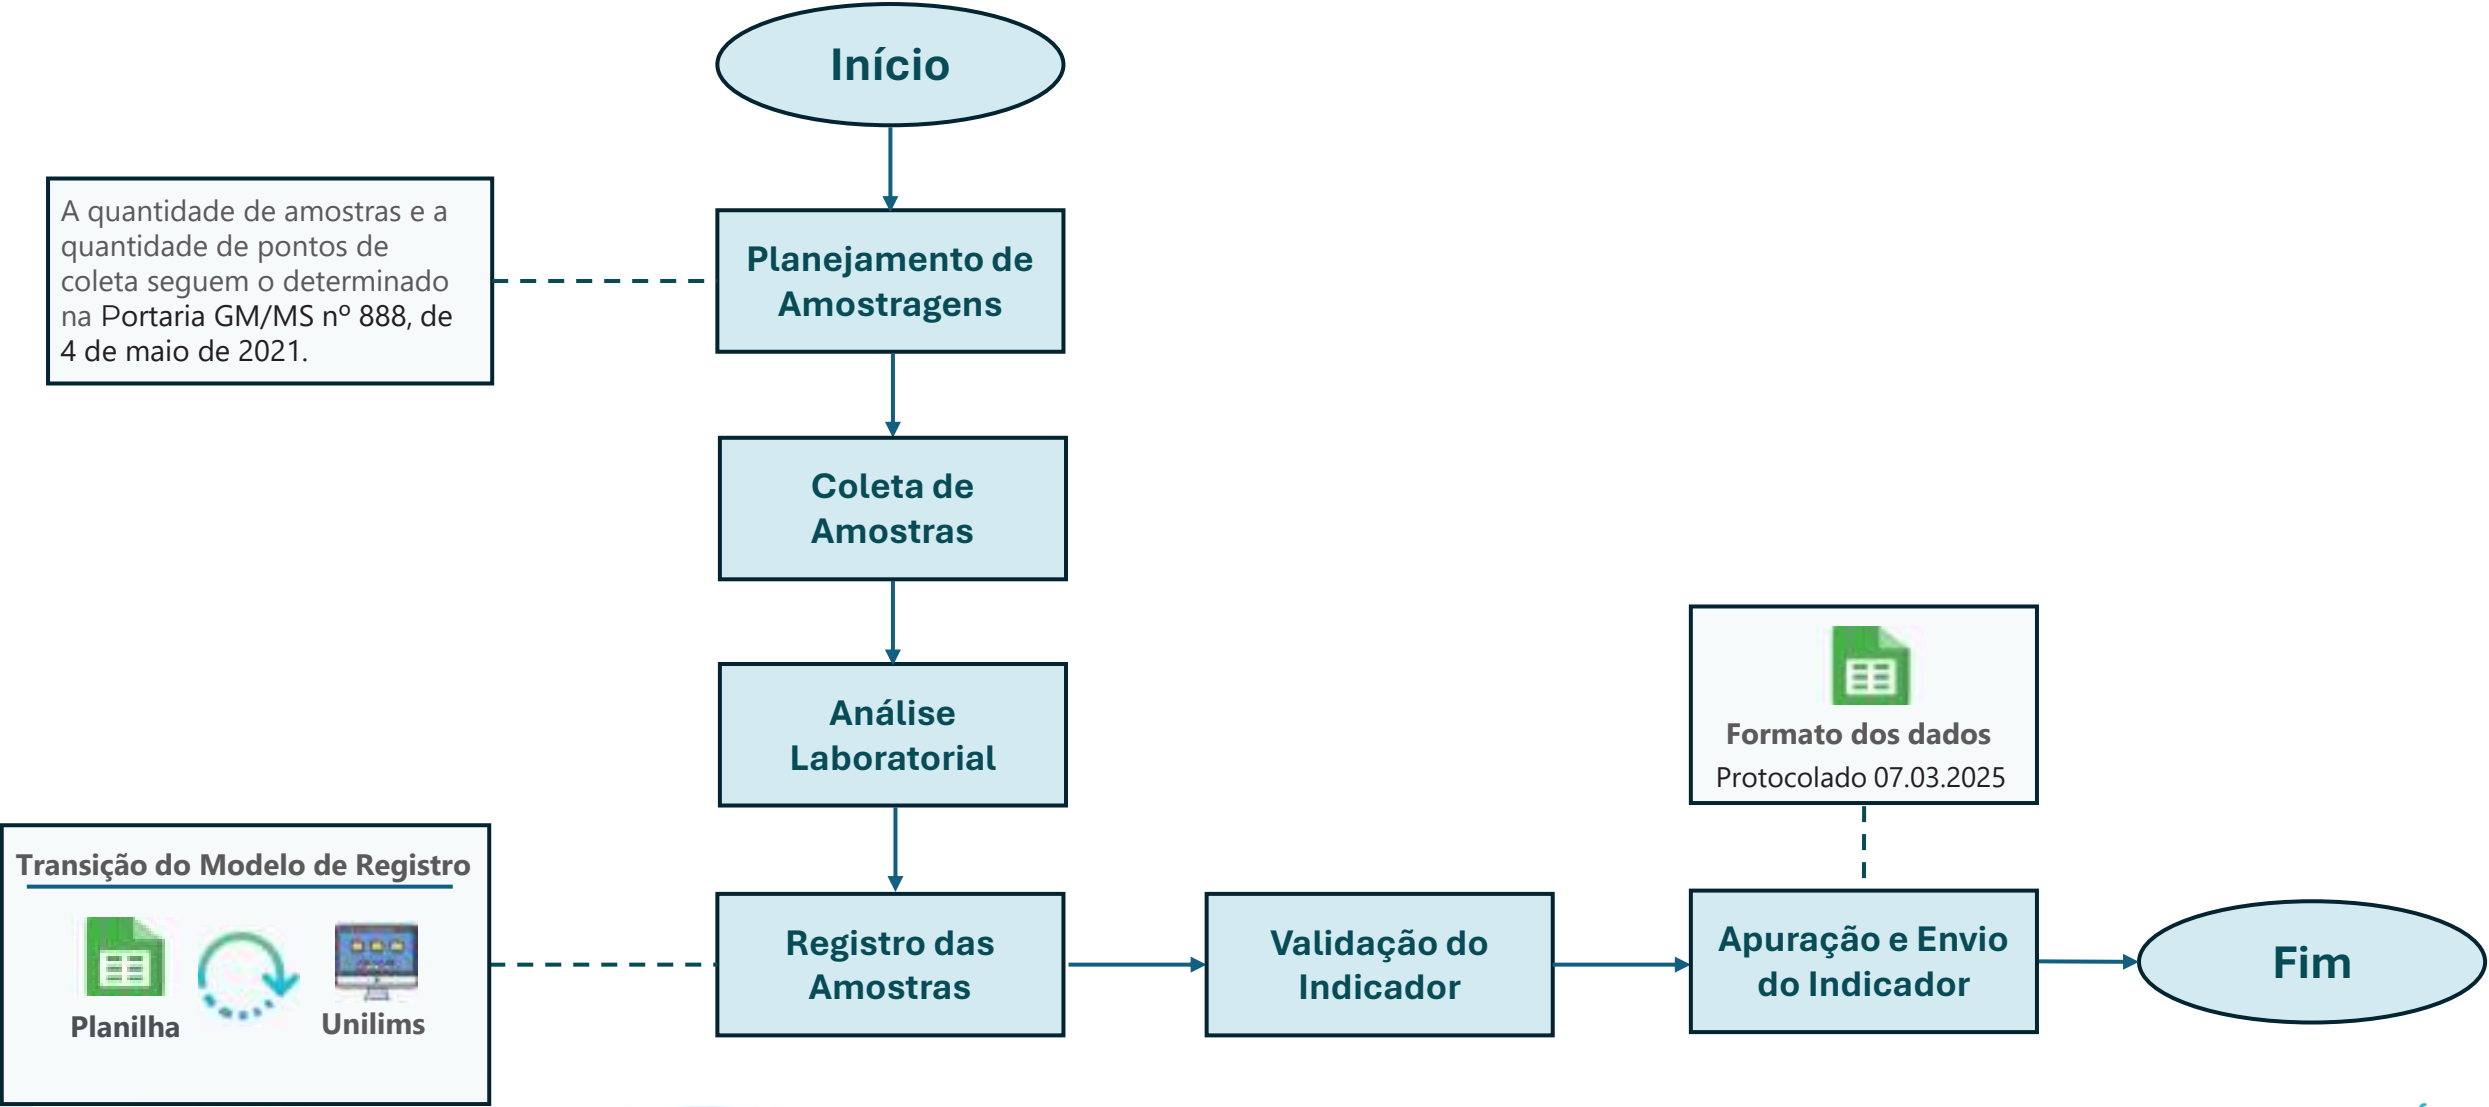 Início
A quantidade de amostras e a
quantidade de pontos de
coleta seguem o determinado
na Portaria GM/MS nº 888, de
4 de maio de 2021.
Planejamento de
Amostragens
Coleta de
Amostras
Análise
Laboratorial
Formato dos dados
Protocolado 07.03.2025
Transição do Modelo de Registro
Planilha
Unilims
Registro das
Amostras
Validação do
Indicador
Apuração e Envio
do Indicador
Fim